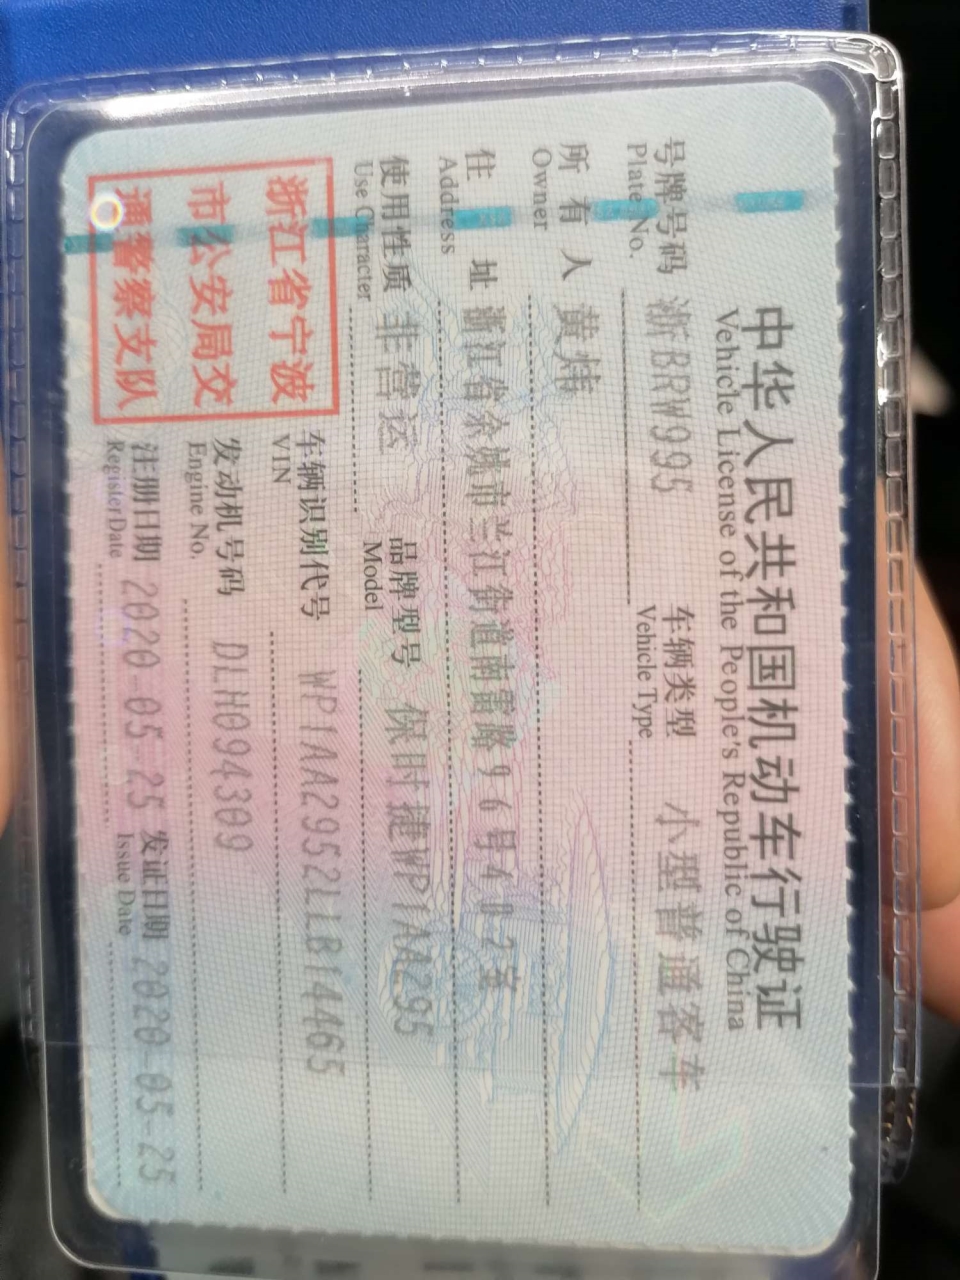 中华人民共和国机动车行驶证
Vehicle License of the People's Republic of China
号牌号码 浙BRW995 车辆类型 小型普通客车
Plate No. Vehicle Type
所有人 黄炜
Owner
住址 浙江省余姚市兰江街道南雷路96号402室
Address
使用性质 非营运 品牌型号 保时捷WP1AA295
Use Character Model
浙江省宁波
市公安局交
通警察支队
车辆识别代号 WP1AA2952LLB14465
VIN
发动机号码 DLH094309
Engine No.
注册日期 2020-05-25 发证日期 2020-05-25
Register Date Issue Date